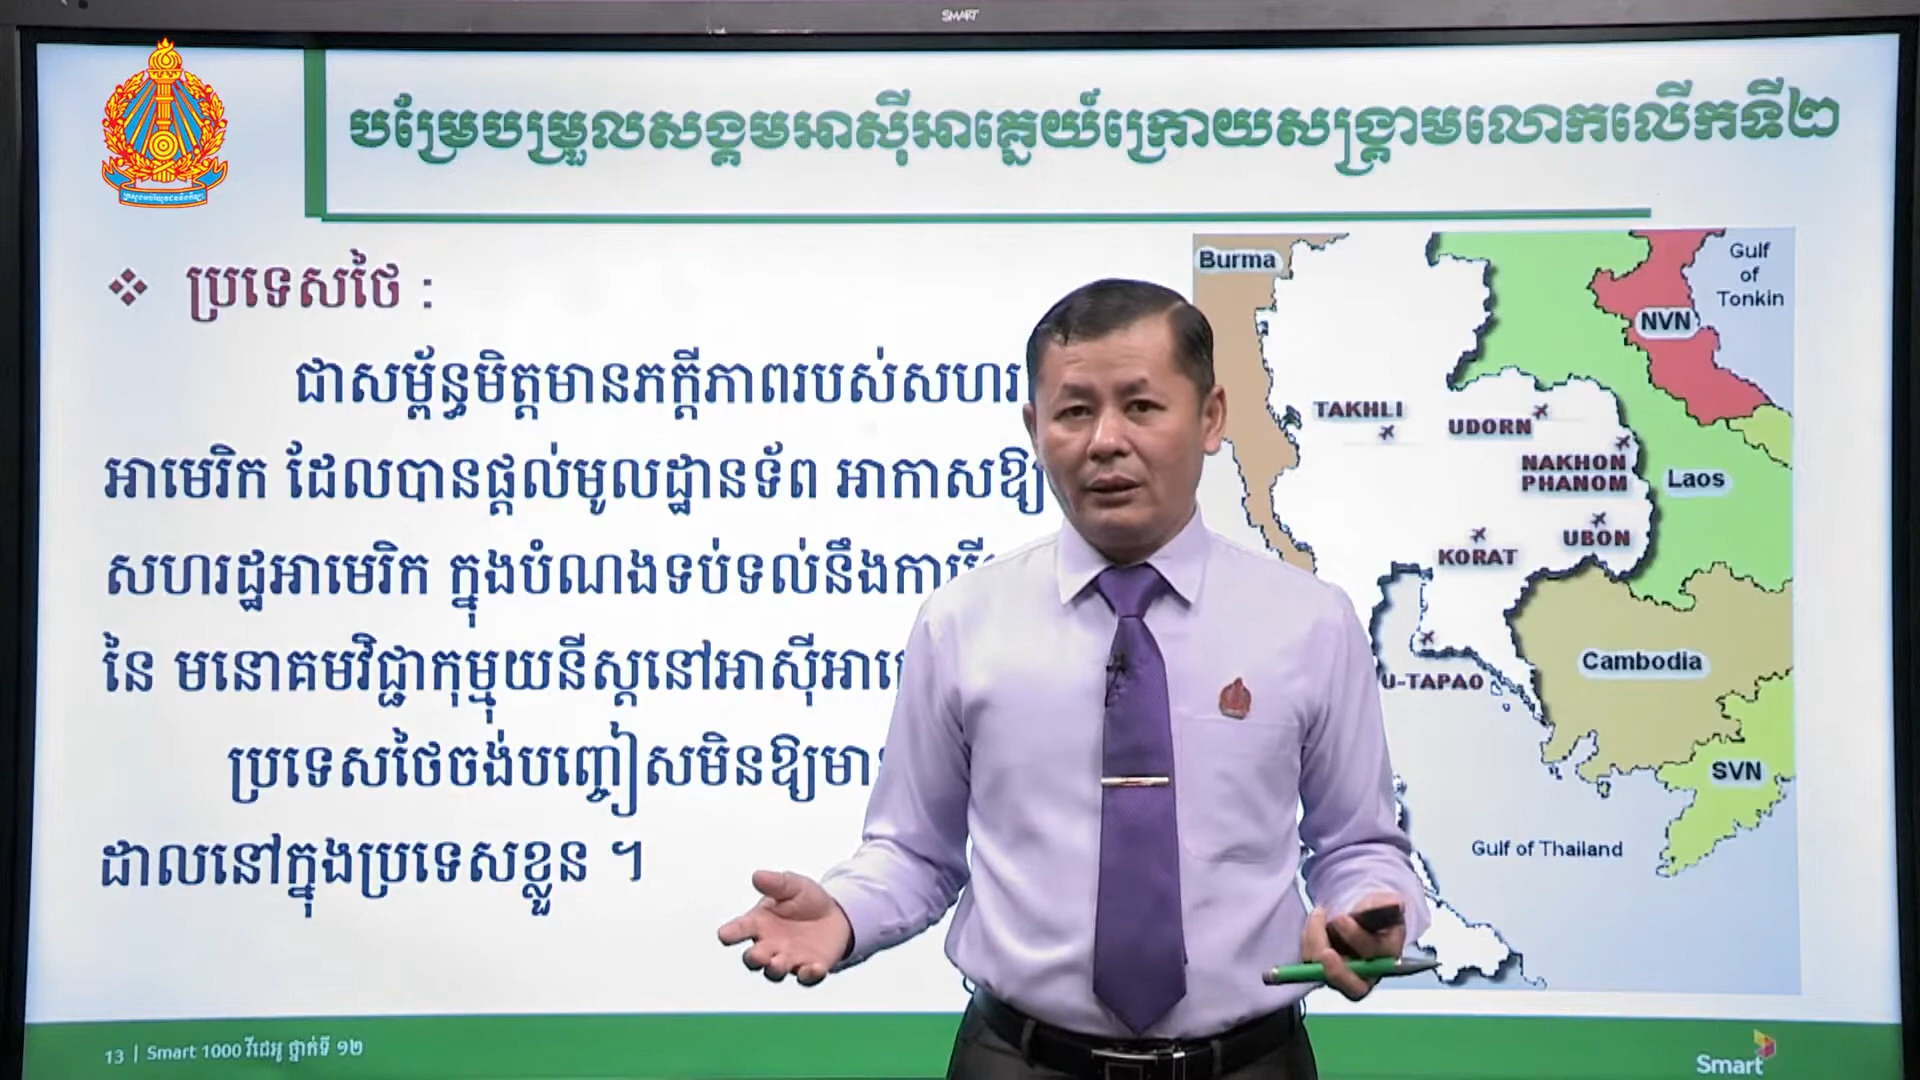 SMART
បម្រែបម្រួលសង្គមអាស៊ីអាគ្នេយ៍ក្រោយសង្គ្រាមលោកលើកទី២
ប្រទេសថៃ :
ជាសម្ព័ន្ធមិត្តមានភក្ដីភាពរបស់សហរ
អាមេរិក ដែលបានផ្ដល់មូលដ្ឋានទ័ព អាកាសឱ្យ
សហរដ្ឋអាមេរិក ក្នុងបំណងទប់ទល់នឹង
នៃ មនោគមវិជ្ជាកុម្មុយនីស្តនៅអាស៊ី
ប្រទេសថៃចង់បញ្ចៀសមិនឱ្យ
ដាលនៅក្នុងប្រទេសខ្លួន ។
Burma
Gulf
of
Tonkin
NVN
TAKHLI
UDORN
NAKHON
PHANOM
Laos
UBON
KORAT
Cambodia
U-TAPAO
SVN
Gulf of Thailand
13 | Smart 1000 វីដេអូ ថ្នាក់ទី ១២
Smart